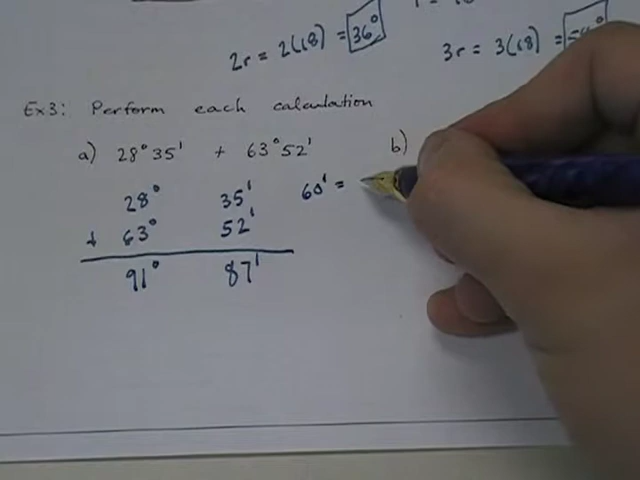 2r = 2(18) = 36°
3r = 3(18) =
Ex3: Perform each calculation
a) 28°35' + 63°52'
b)
28° 35' 60' =
+ 63° 52'
91° 87'